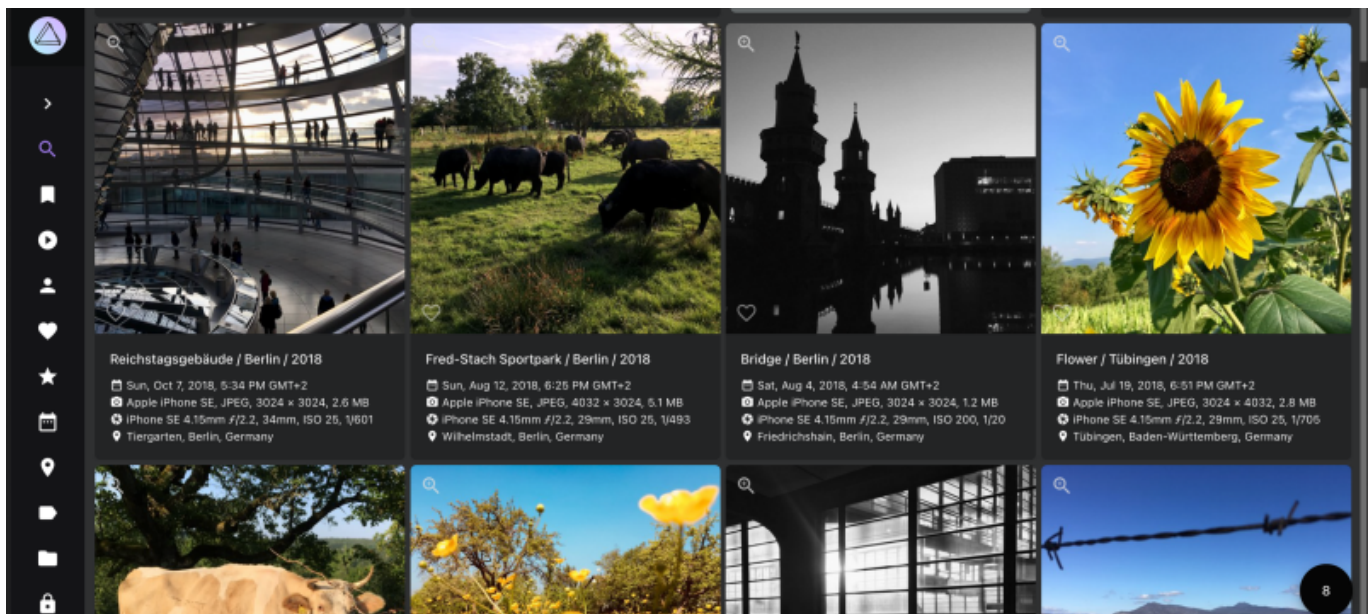 Reichstagsgebäude / Berlin / 2018
Sun, Oct 7, 2018, 5:34 PM GMT+2
Apple iPhone SE, JPEG, 3024 × 3024, 2.6 MB
iPhone SE 4.15mm ƒ/2.2, 34mm, ISO 25, 1/601
Tiergarten, Berlin, Germany
Fred-Stach Sportpark / Berlin / 2018
Sun, Aug 12, 2018, 6:25 PM GMT+2
Apple iPhone SE, JPEG, 4032 × 3024, 5.1 MB
iPhone SE 4.15mm ƒ/2.2, 29mm, ISO 25, 1/493
Wilhelmstadt, Berlin, Germany
Bridge / Berlin / 2018
Sat, Aug 4, 2018, 4:54 AM GMT+2
Apple iPhone SE, JPEG, 3024 × 3024, 1.2 MB
iPhone SE 4.15mm ƒ/2.2, 29mm, ISO 200, 1/20
Friedrichshain, Berlin, Germany
Flower / Tübingen / 2018
Thu, Jul 19, 2018, 6:51 PM GMT+2
Apple iPhone SE, JPEG, 3024 × 4032, 2.8 MB
iPhone SE 4.15mm ƒ/2.2, 29mm, ISO 25, 1/705
Tübingen, Baden-Württemberg, Germany
8